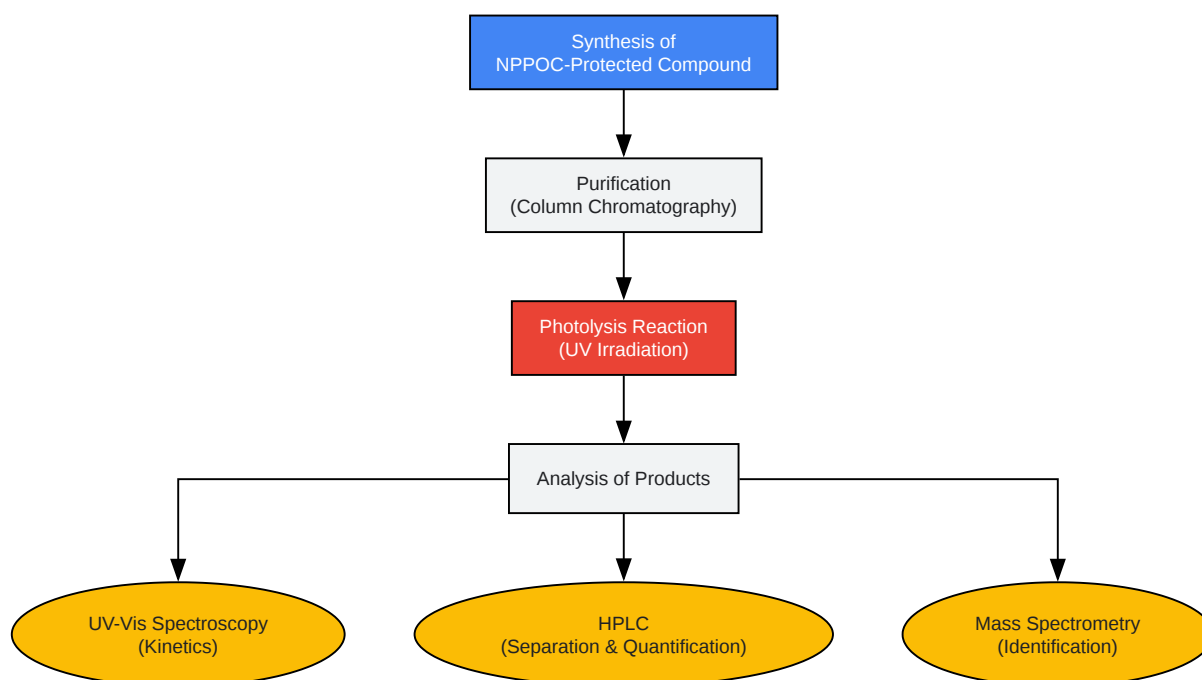 Synthesis of
NPPOC-Protected Compound
Purification
(Column Chromatography)
Photolysis Reaction
(UV Irradiation)
Analysis of Products
UV-Vis Spectroscopy
(Kinetics)
HPLC
(Separation & Quantification)
Mass Spectrometry
(Identification)